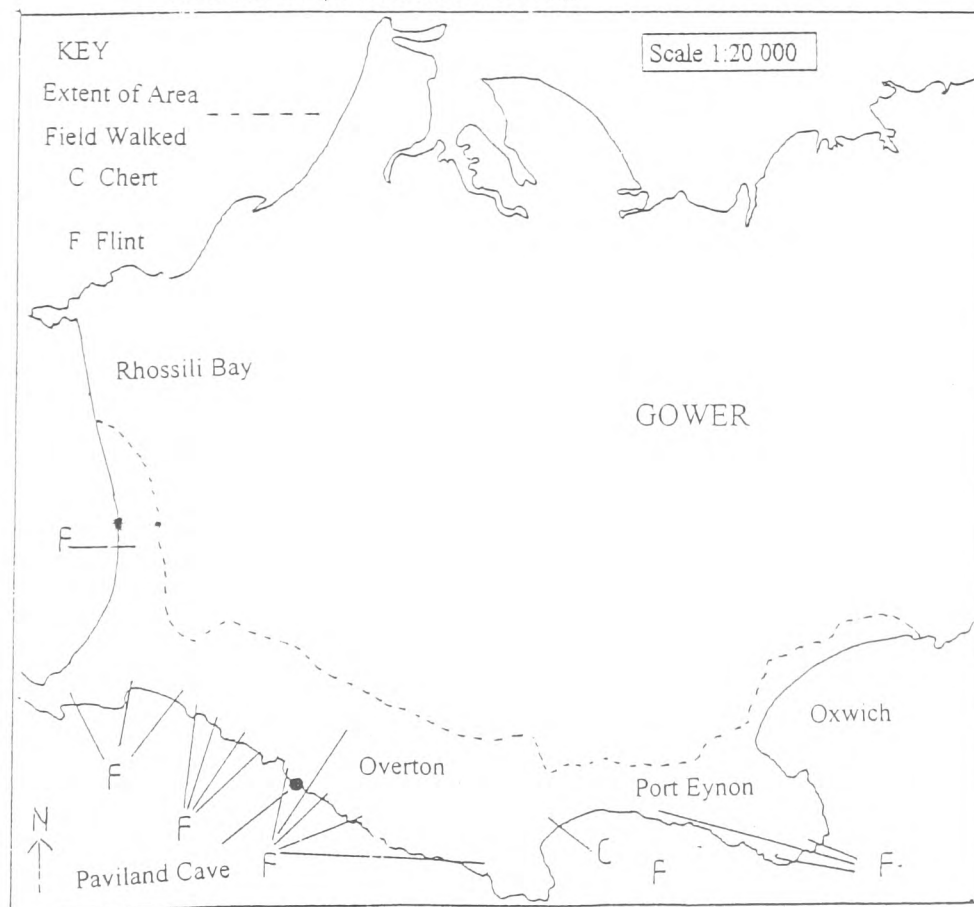 KEY
Scale 1:20 000
Extent of Area
Field Walked
C Chert
F Flint
Rhossili Bay
GOWER
F
Oxwich
Overton
F
Port Eynon
F
N
Paviland Cave
F
C
F
F